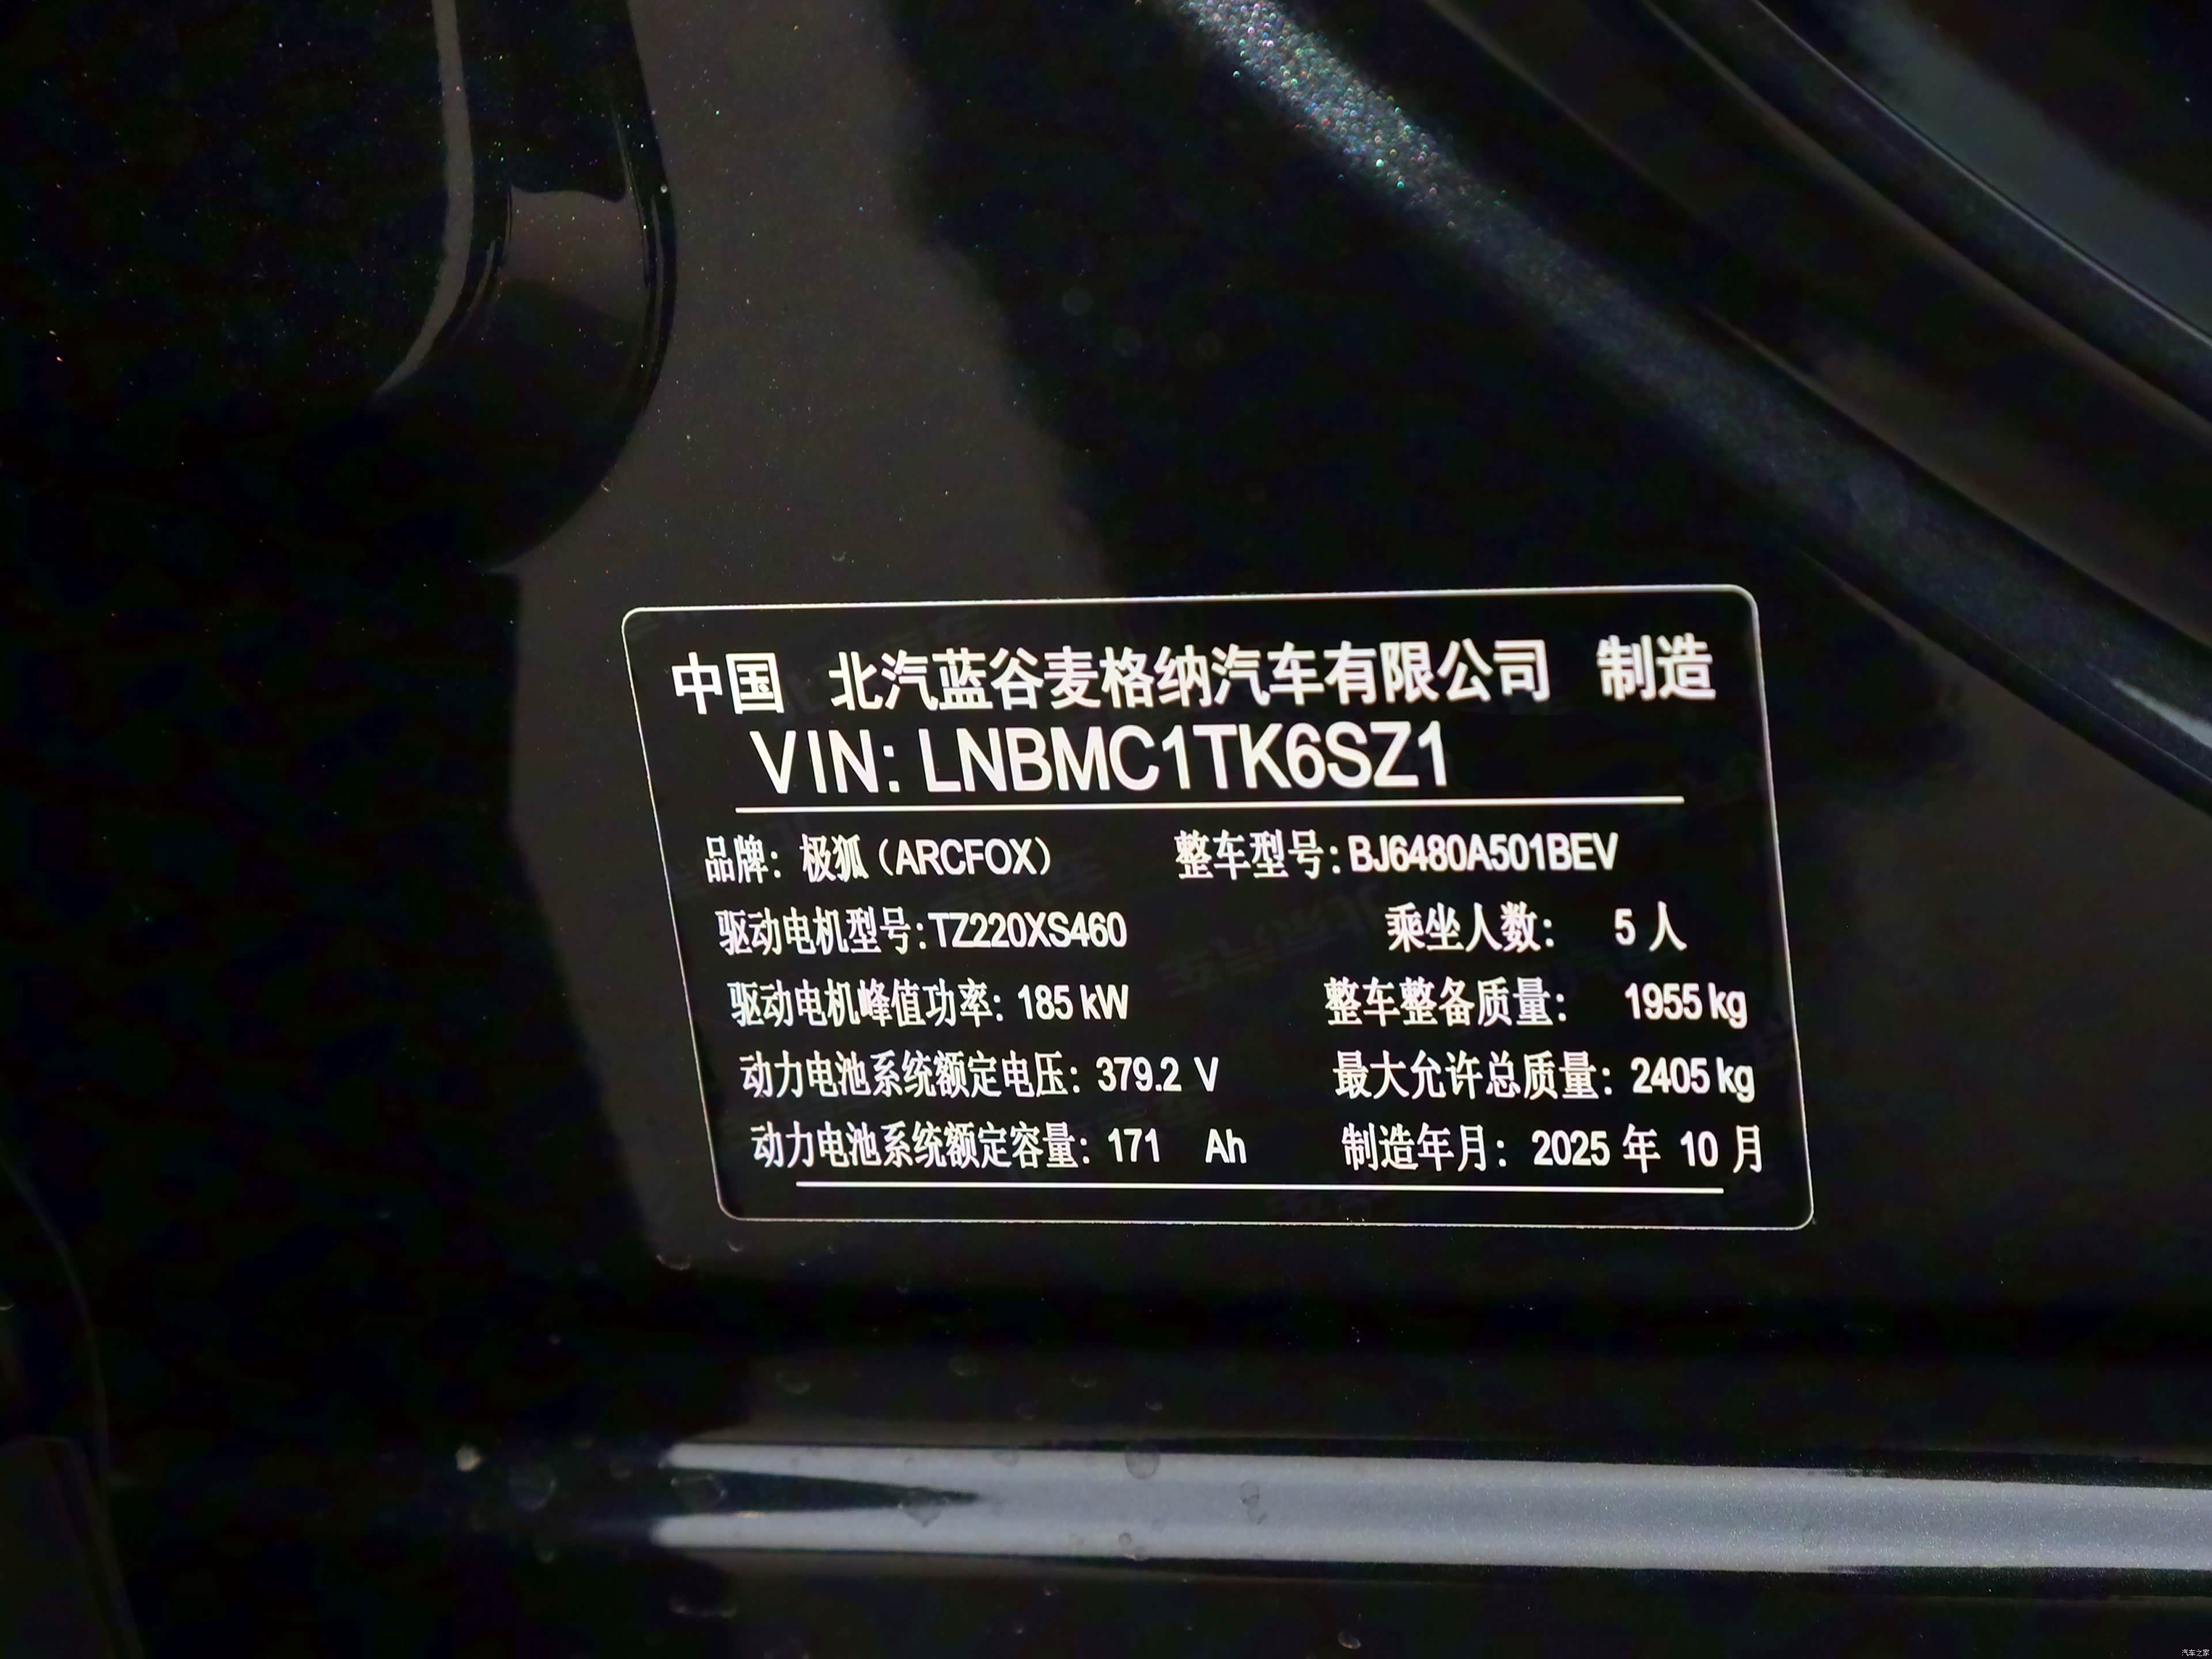 中国 北汽蓝谷麦格纳汽车有限公司 制造
VIN: LNBMC1TK6SZ1
品牌: 极狐（ARCFOX） 整车型号: BJ6480A501BEV
驱动电机型号: TZ220XS460 乘坐人数: 5 人
驱动电机峰值功率: 185 kW 整车整备质量: 1955 kg
动力电池系统额定电压: 379.2 V 最大允许总质量: 2405 kg
动力电池系统额定容量: 171 Ah 制造年月: 2025 年 10 月
汽车之家